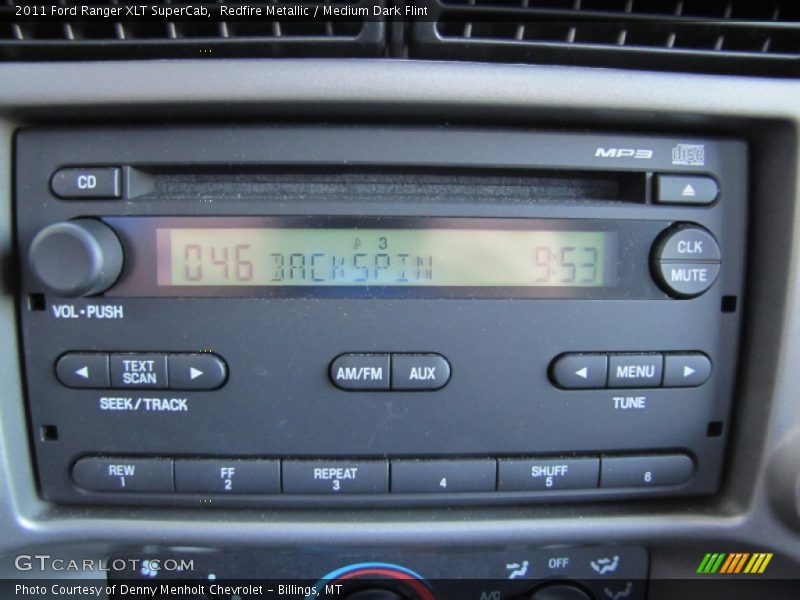 2011 Ford Ranger XLT SuperCab, Redfire Metallic / Medium Dark Flint
MP3
disc
CD
CLK
A 3
046 BACKSPIN 9:53
MUTE
VOL • PUSH
TEXT
SCAN
AM/FM
AUX
MENU
SEEK/TRACK
TUNE
REW
1
FF
2
REPEAT
3
4
SHUFF
5
6
GTCARLOT.COM
OFF
A/C
Photo Courtesy of Denny Menholt Chevrolet – Billings, MT